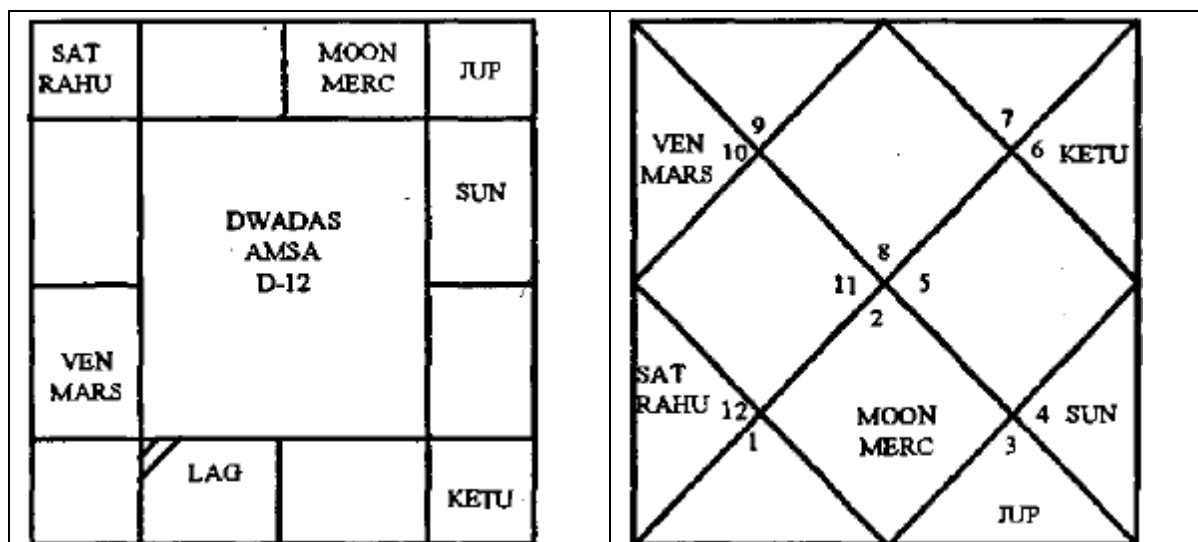 SAT
RAHU
MOON
MERC
JUP
SUN
DWADAS
AMSA
D-12
VEN
MARS
LAG
KETU
9
7
VEN
MARS
10
6
KETU
8
11
5
2
SAT
RAHU
12
1
MOON
MERC
4
SUN
3
JUP